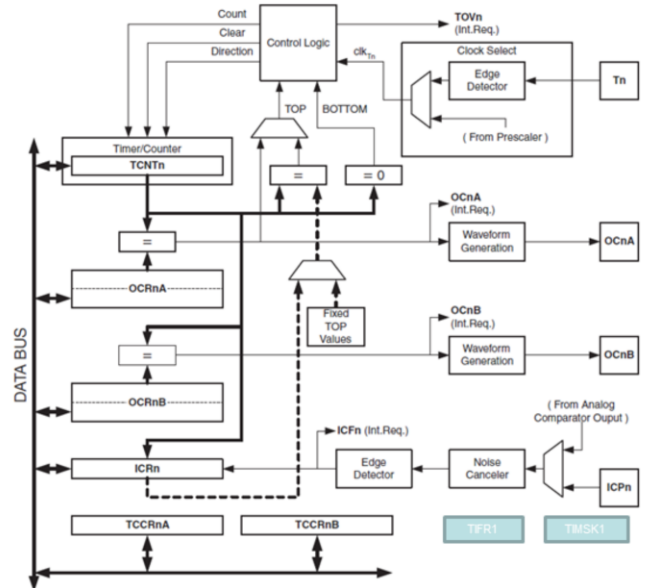 Count
Clear
Direction
Control Logic
TOVn
(Int.Req.)
clkTn
Clock Select
Edge
Detector
Tn
( From Prescaler )
TOP
BOTTOM
Timer/Counter
TCNTn
=
= 0
=
OCnA
(Int.Req.)
Waveform
Generation
OCnA
OCRnA
Fixed
TOP
Values
OCnB
(Int.Req.)
=
Waveform
Generation
OCnB
OCRnB
DATA BUS
( From Analog
Comparator Ouput )
ICFn (Int.Req.)
ICRn
Edge
Detector
Noise
Canceler
ICPn
TCCRnA
TCCRnB
TIFR1
TIMSK1